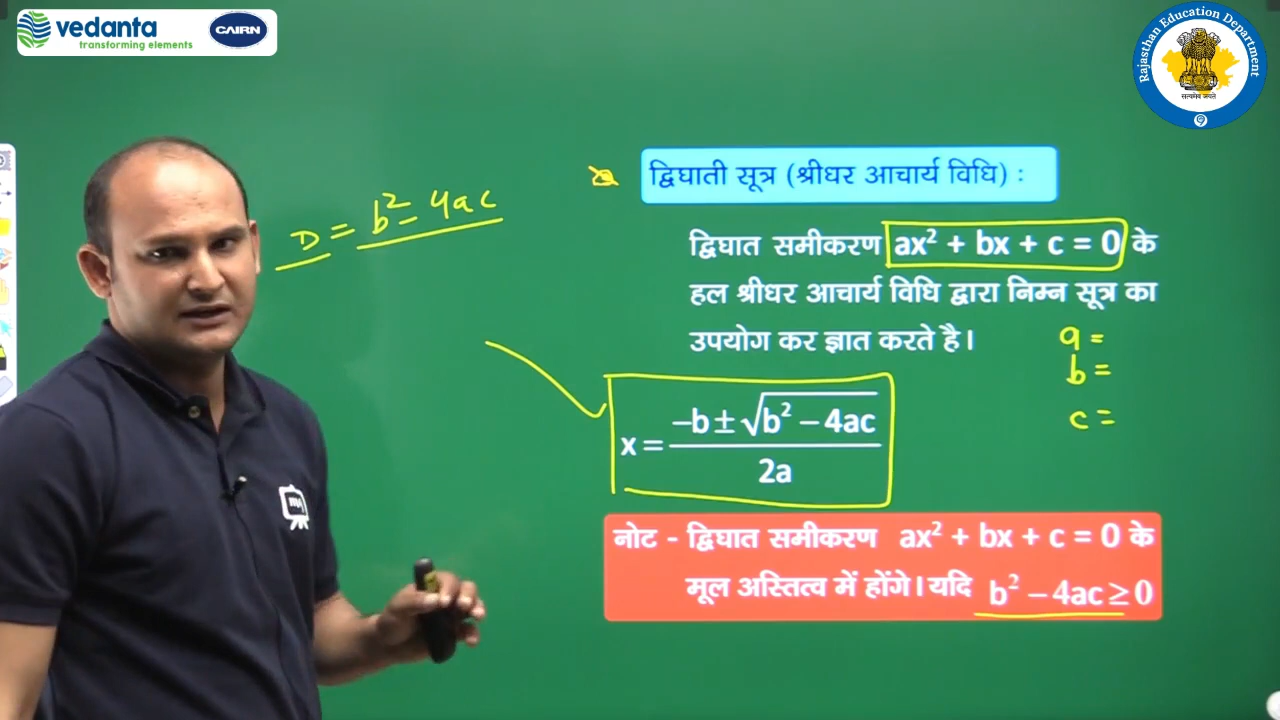 vedanta
transforming elements
CAIRN
Rajasthan Education Department
सत्यमेव जयते
D = b² - 4ac
द्विघाती सूत्र (श्रीधर आचार्य विधि) :
द्विघात समीकरण ax² + bx + c = 0 के
हल श्रीधर आचार्य विधि द्वारा निम्न सूत्र का
उपयोग कर ज्ञात करते है।
a =
b =
c =
x = (–b ± √(b² – 4ac)) / 2a
नोट - द्विघात समीकरण ax² + bx + c = 0 के
मूल अस्तित्व में होंगे। यदि b² – 4ac ≥ 0